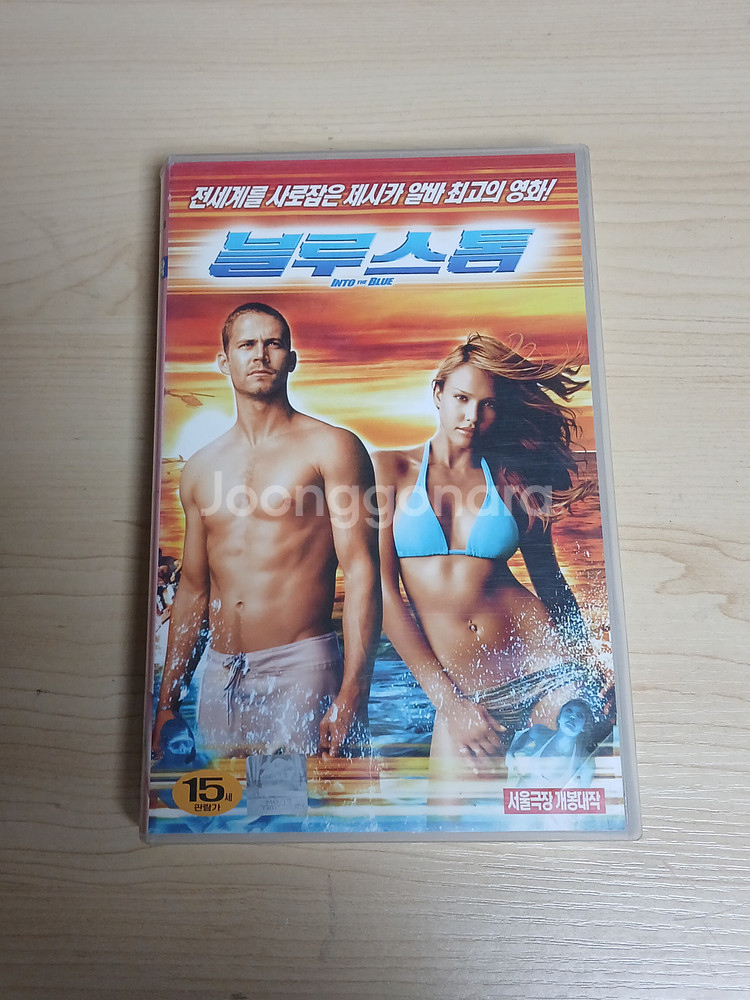 전세계를 사로잡은 제시카 알바 최고의 영화!
블루스톰
INTO THE BLUE
Joonggonara
15세
관람가
서울극장 개봉대작